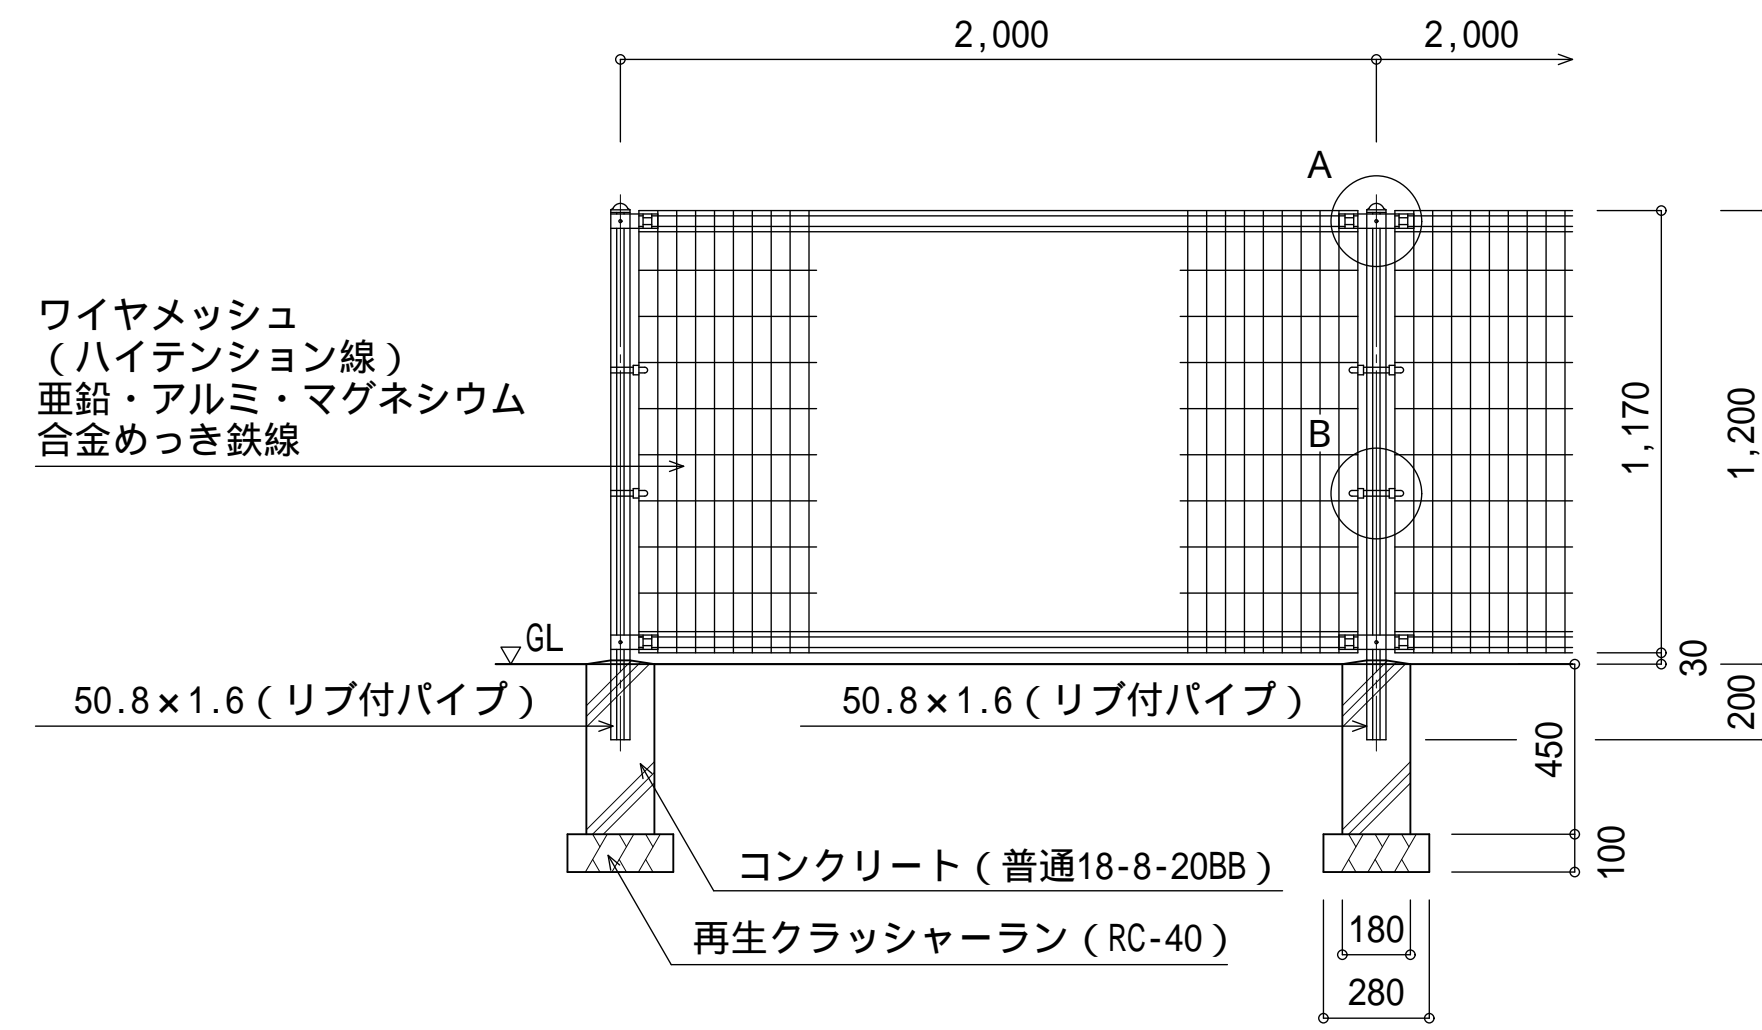 2,000
2,000
A
ワイヤメッシュ
（ハイテンション線）
亜鉛・アルミ・マグネシウム
合金めっき鉄線
B
1,170
1,200
GL
30
50.8×1.6（リブ付パイプ）
50.8×1.6（リブ付パイプ）
200
450
100
コンクリート（普通18-8-20BB）
再生クラッシャーラン（RC-40）
180
280